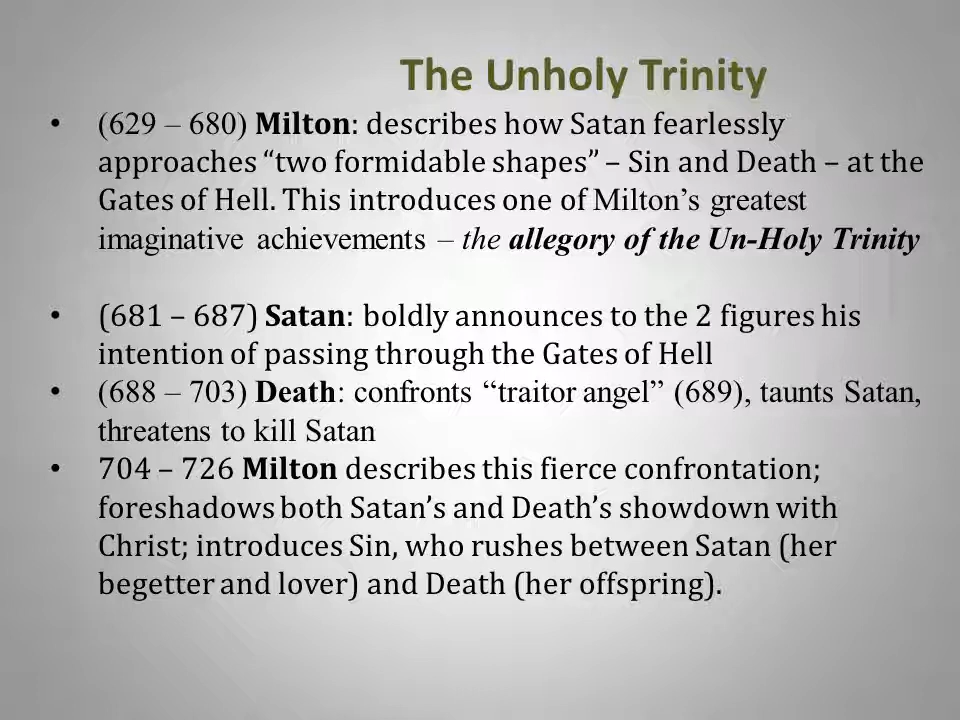 The Unholy Trinity
• (629 – 680) Milton: describes how Satan fearlessly
approaches “two formidable shapes” – Sin and Death – at the
Gates of Hell. This introduces one of Milton’s greatest
imaginative achievements – the allegory of the Un-Holy Trinity
• (681 – 687) Satan: boldly announces to the 2 figures his
intention of passing through the Gates of Hell
• (688 – 703) Death: confronts “traitor angel” (689), taunts Satan,
threatens to kill Satan
• 704 – 726 Milton describes this fierce confrontation;
foreshadows both Satan’s and Death’s showdown with
Christ; introduces Sin, who rushes between Satan (her
begetter and lover) and Death (her offspring).